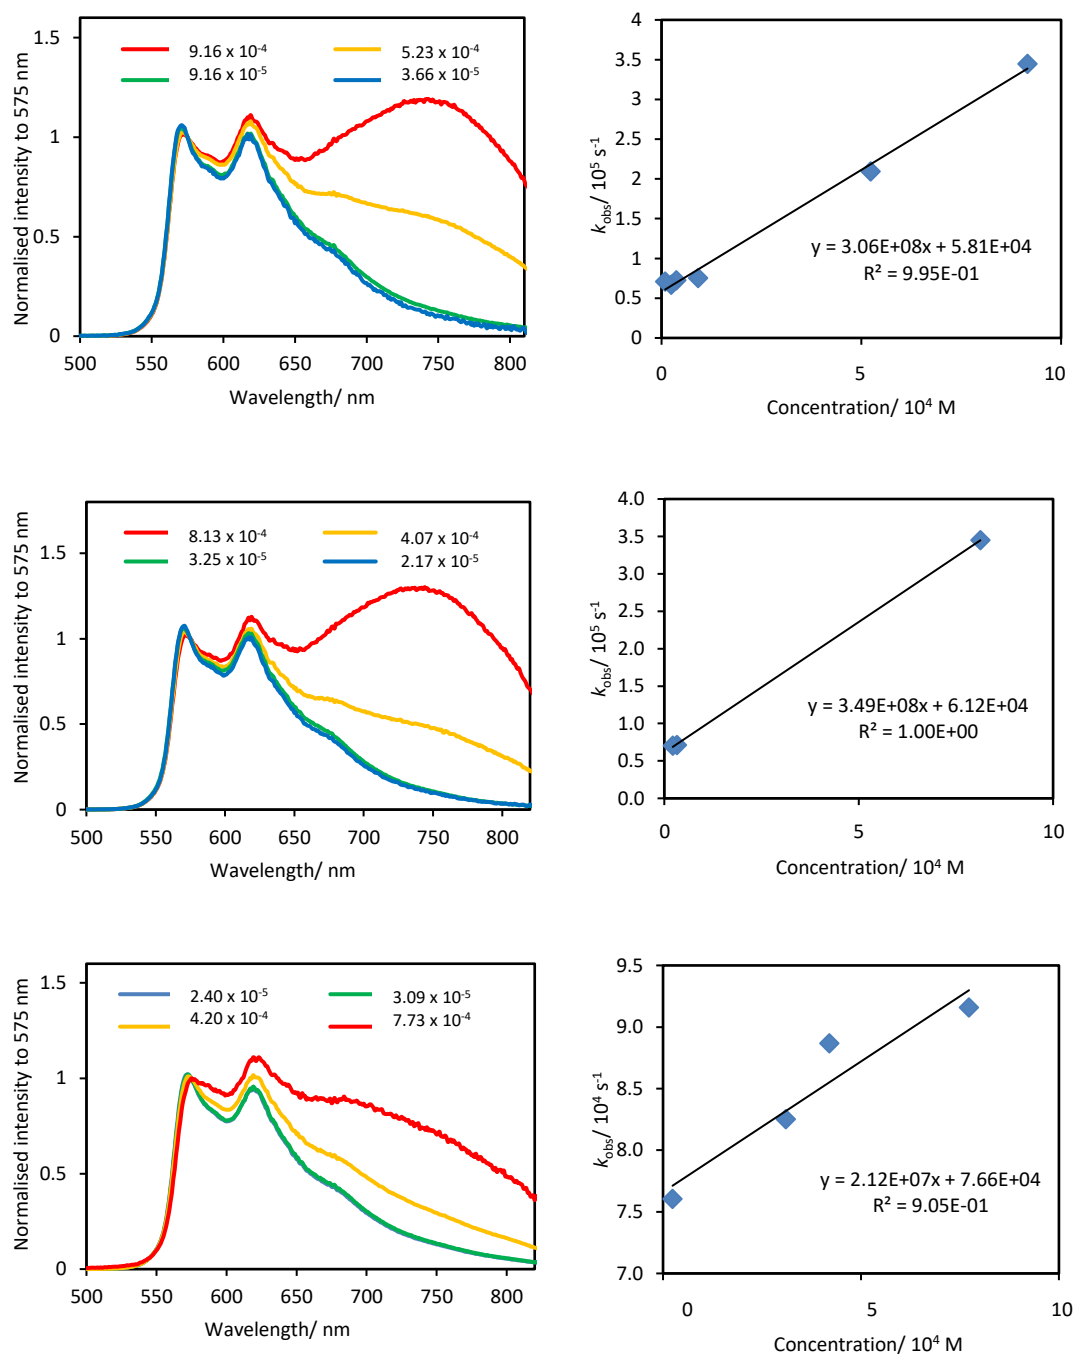 Normalised intensity to 575 nm
1.5
1
0.5
0
9.16 x 10⁻⁴
5.23 x 10⁻⁴
9.16 x 10⁻⁵
3.66 x 10⁻⁵
500 550 600 650 700 750 800
Wavelength/ nm
k_obs/ 10⁵ s⁻¹
4
3.5
3
2.5
2
1.5
1
0.5
0
y = 3.06E+08x + 5.81E+04
R² = 9.95E-01
0 5 10
Concentration/ 10⁴ M
Normalised intensity to 575 nm
1.5
1
0.5
0
8.13 x 10⁻⁴
4.07 x 10⁻⁴
3.25 x 10⁻⁵
2.17 x 10⁻⁵
500 550 600 650 700 750 800
Wavelength/ nm
k_obs/ 10⁵ s⁻¹
4.0
3.5
3.0
2.5
2.0
1.5
1.0
0.5
0.0
y = 3.49E+08x + 6.12E+04
R² = 1.00E+00
0 5 10
Concentration/ 10⁴ M
Normalised intensity to 575 nm
1.5
1
0.5
0
2.40 x 10⁻⁵
3.09 x 10⁻⁵
4.20 x 10⁻⁴
7.73 x 10⁻⁴
500 550 600 650 700 750 800
Wavelength/ nm
k_obs/ 10⁴ s⁻¹
9.5
9.0
8.5
8.0
7.5
7.0
y = 2.12E+07x + 7.66E+04
R² = 9.05E-01
0 5 10
Concentration/ 10⁴ M